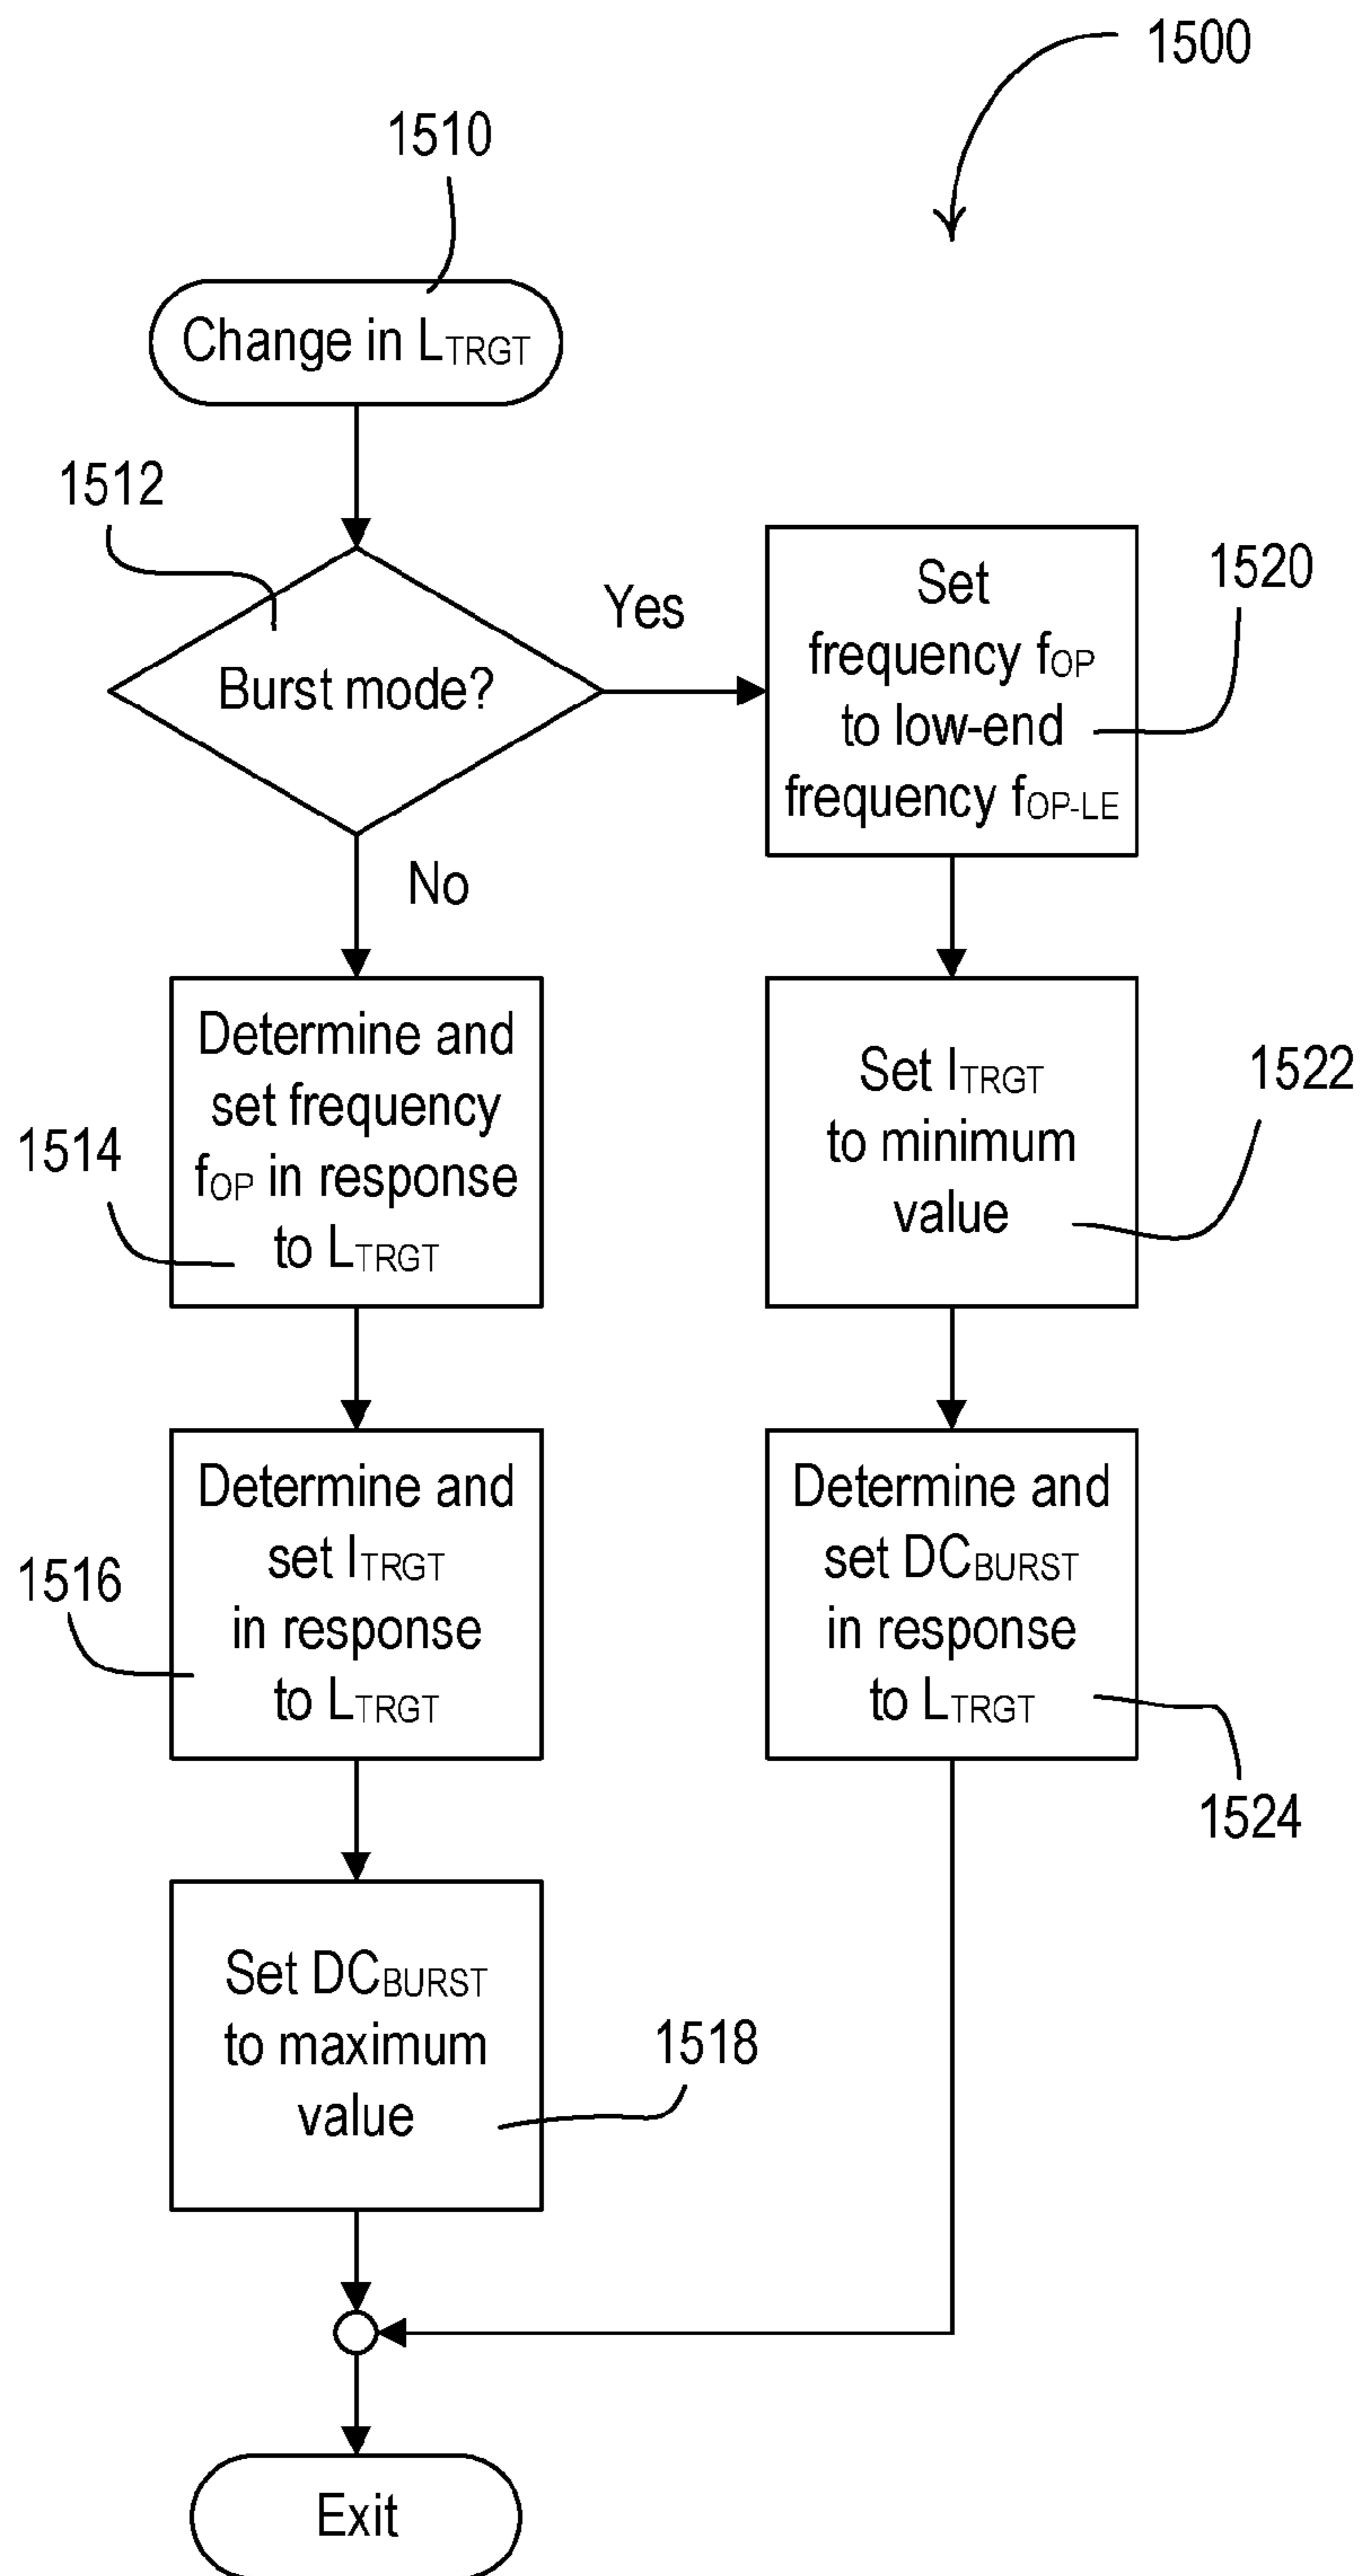 1500
1510
Change in LTRGT
1512
Burst mode?
Yes
No
Set
frequency fOP
to low-end
frequency fOP-LE
1520
Determine and
set frequency
fOP in response
to LTRGT
1514
Set ITRGT
to minimum
value
1522
Determine and
set ITRGT
in response
to LTRGT
1516
Determine and
set DCBURST
in response
to LTRGT
1524
Set DCBURST
to maximum
value
1518
Exit